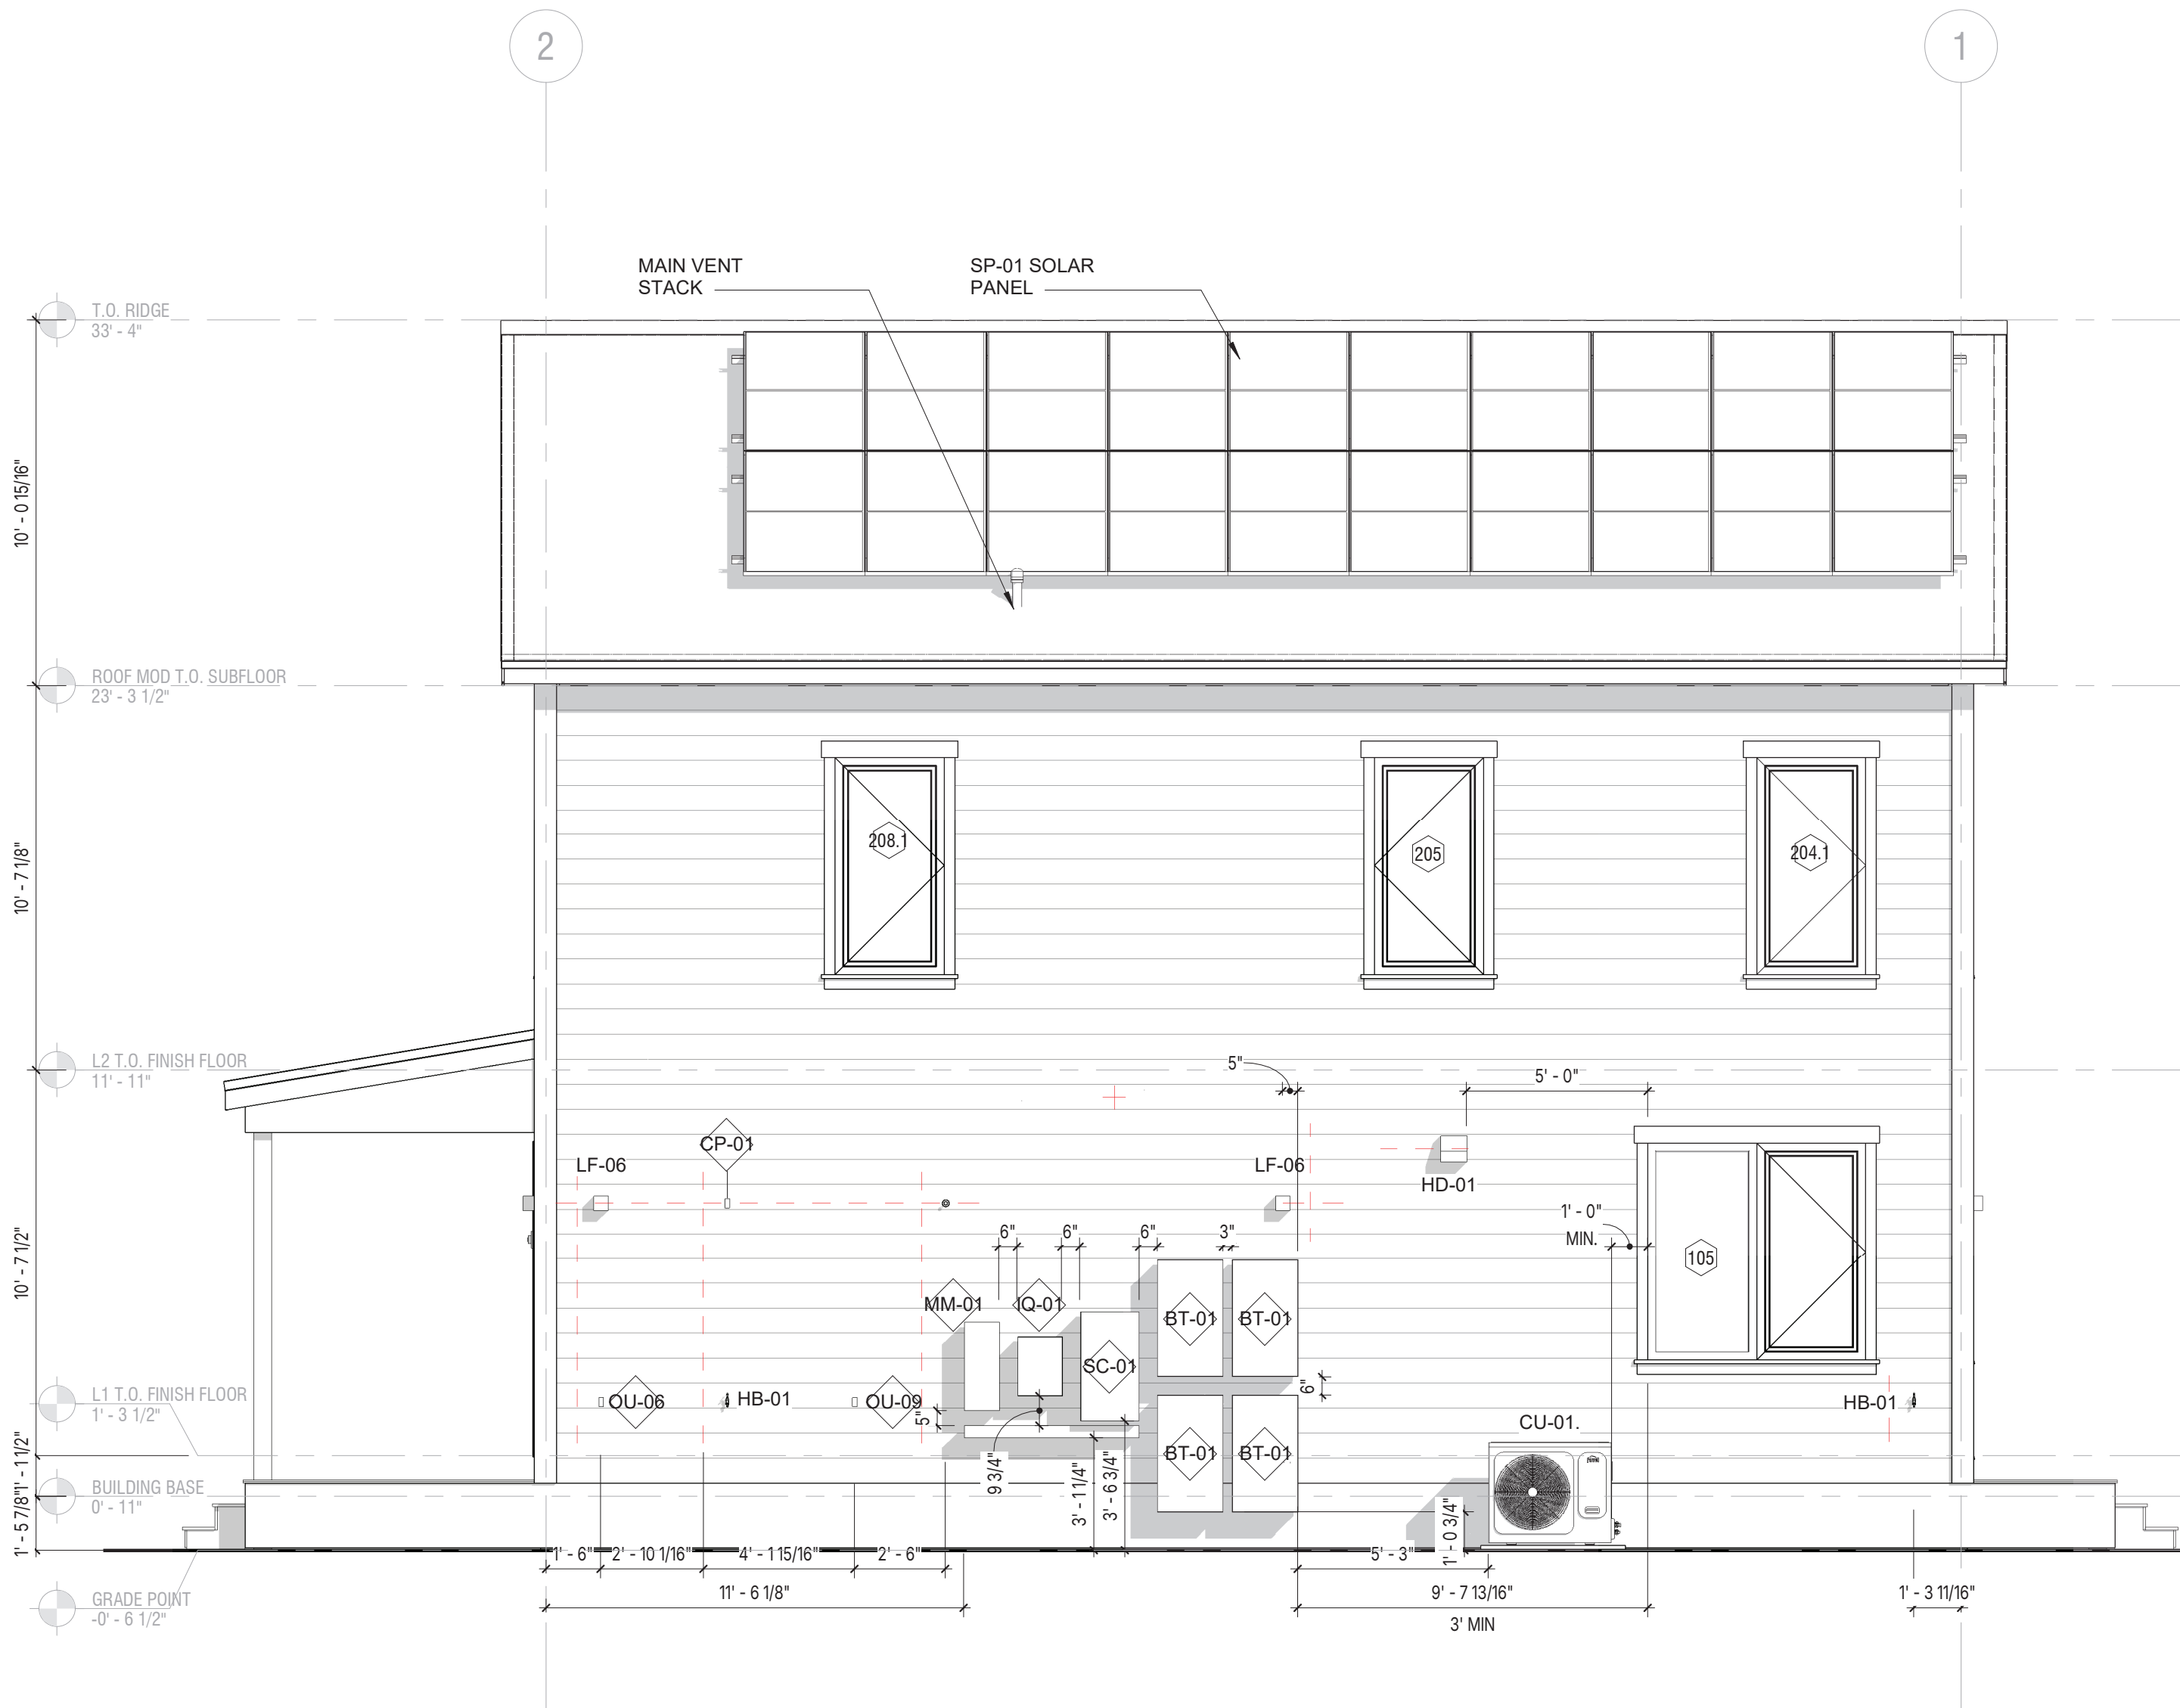 2
1
MAIN VENT
STACK
SP-01 SOLAR
PANEL
T.O. RIDGE
33' - 4"
10' - 0 15/16"
ROOF MOD T.O. SUBFLOOR
23' - 3 1/2"
10' - 7 1/8"
208.1
205
204.1
L2 T.O. FINISH FLOOR
11' - 11"
5"
5' - 0"
CP-01
LF-06
LF-06
HD-01
10' - 7 1/2"
1' - 0"
MIN.
6"
6"
6"
3"
105
MM-01
IQ-01
BT-01
BT-01
SC-01
6"
L1 T.O. FINISH FLOOR
1' - 3 1/2"
OU-06
HB-01
OU-09
5"
HB-01
CU-01.
BT-01
BT-01
9 3/4"
3' - 1 1/4"
3' - 6 3/4"
1' - 0 3/4"
1' - 1 1/2"
BUILDING BASE
0' - 11"
1' - 5 7/8"
1' - 6"
2' - 10 1/16"
4' - 1 15/16"
2' - 6"
5' - 3"
11' - 6 1/8"
9' - 7 13/16"
3' MIN
1' - 3 11/16"
GRADE POINT
-0' - 6 1/2"